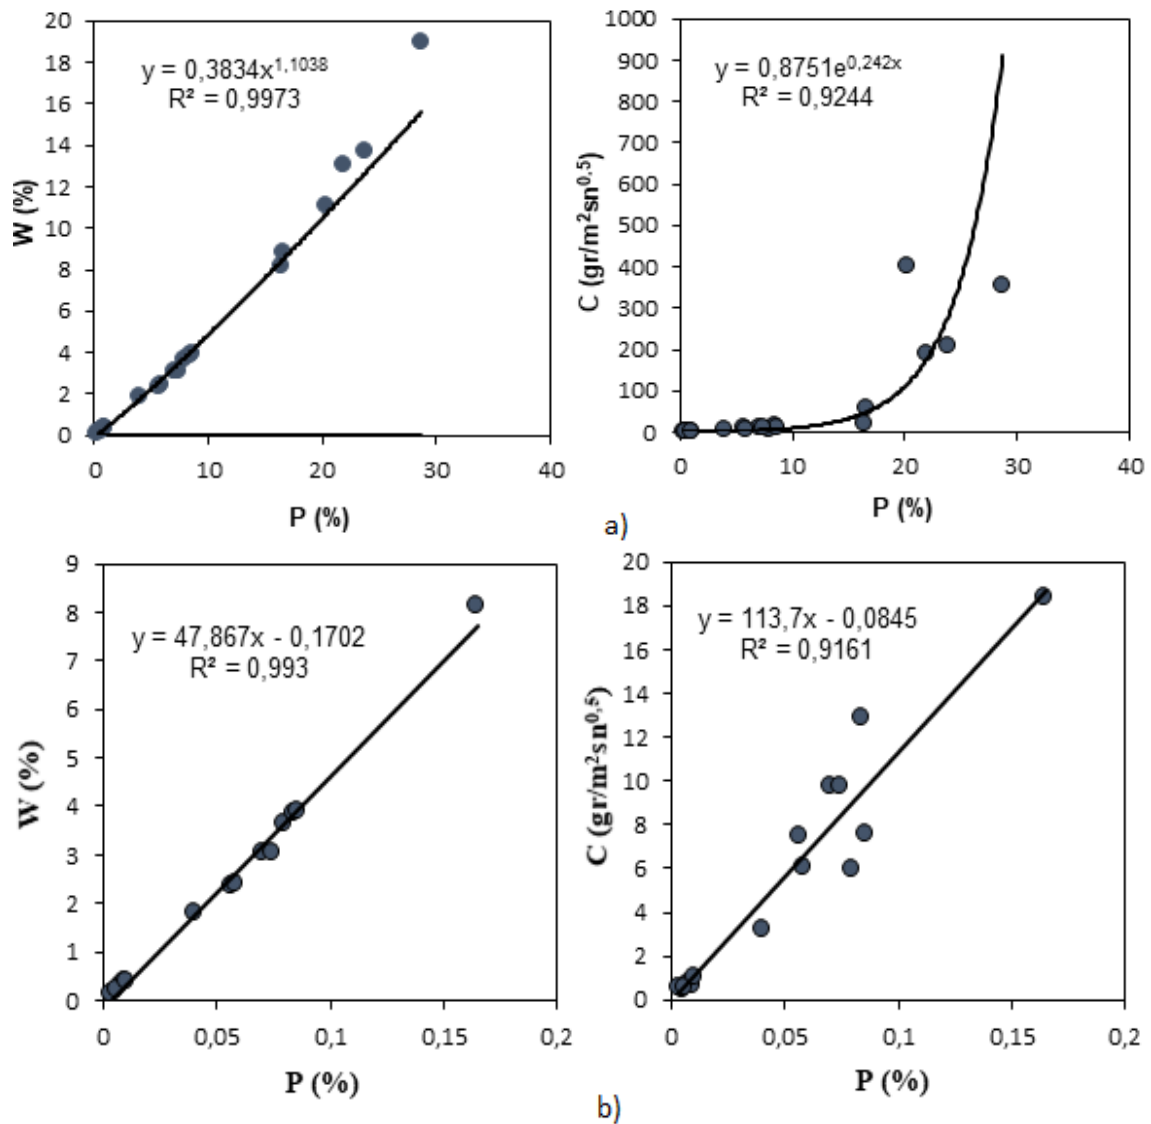 20
18
16
14
12
10
8
6
4
2
0
W (%)
y = 0,3834x^1,1038
R² = 0,9973
0 10 20 30 40
P (%)
1000
900
800
700
600
500
400
300
200
100
0
C (gr/m²sn^0.5)
y = 0,8751e^0,242x
R² = 0,9244
0 10 20 30 40
P (%)
a)
9
8
7
6
5
4
3
2
1
0
W (%)
y = 47,867x - 0,1702
R² = 0,993
0 0,05 0,1 0,15 0,2
P (%)
20
18
16
14
12
10
8
6
4
2
0
C (gr/m²sn^0,5)
y = 113,7x - 0,0845
R² = 0,9161
0 0,05 0,1 0,15 0,2
P (%)
b)